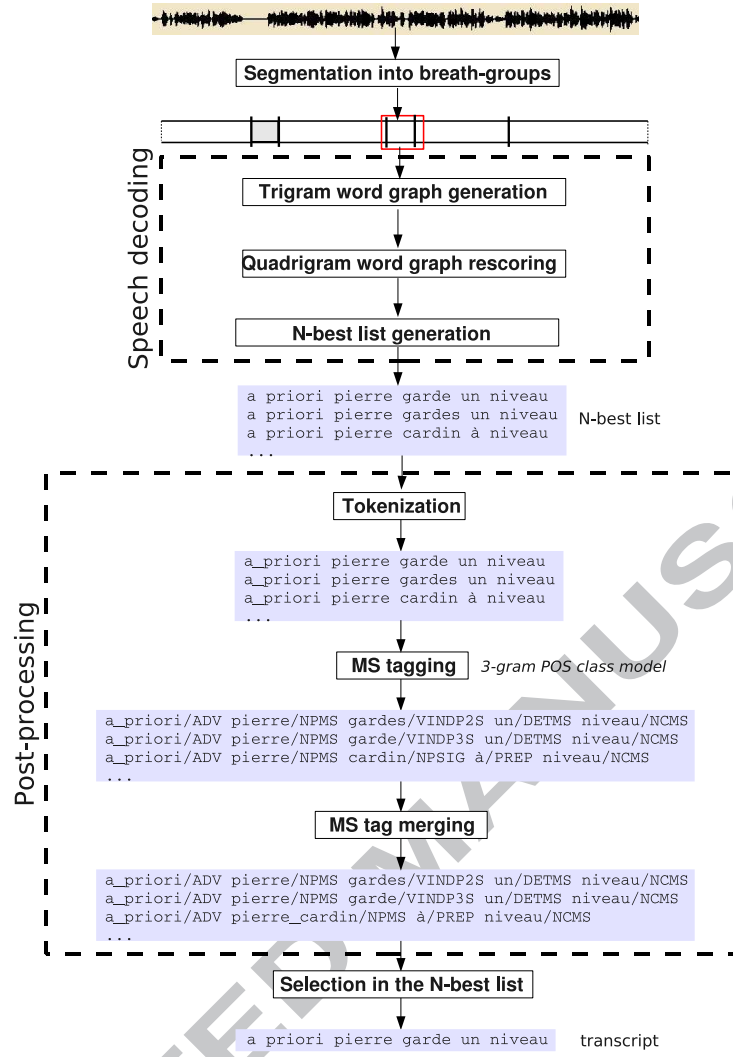 Segmentation into breath-groups
Speech decoding
Trigram word graph generation
Quadrigram word graph rescoring
N-best list generation
a priori pierre garde un niveau
a priori pierre gardes un niveau
a priori pierre cardin à niveau
...
N-best list
Post-processing
Tokenization
a_priori pierre garde un niveau
a_priori pierre gardes un niveau
a_priori pierre cardin à niveau
...
MS tagging
3-gram POS class model
a_priori/ADV pierre/NPMS gardes/VINDP2S un/DETMS niveau/NCMS
a_priori/ADV pierre/NPMS garde/VINDP3S un/DETMS niveau/NCMS
a_priori/ADV pierre/NPMS cardin/NPSIG à/PREP niveau/NCMS
...
MS tag merging
a_priori/ADV pierre/NPMS gardes/VINDP2S un/DETMS niveau/NCMS
a_priori/ADV pierre/NPMS garde/VINDP3S un/DETMS niveau/NCMS
a_priori/ADV pierre_cardin/NPMS à/PREP niveau/NCMS
...
Selection in the N-best list
a priori pierre garde un niveau
transcript